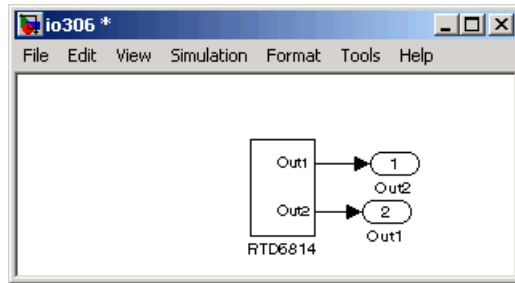 io306 *
File Edit View Simulation Format Tools Help
Out1 1
Out2
Out2 2
Out1
RTD6814